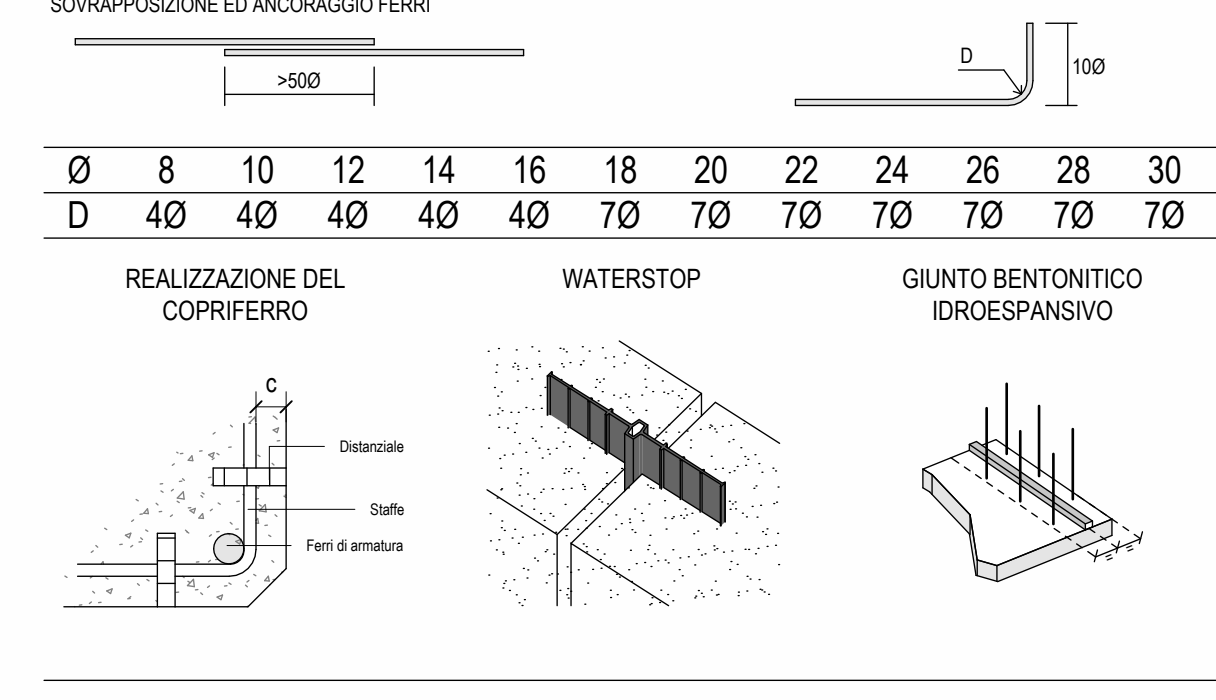 SOVRAPPOSIZIONE ED ANCORAGGIO FERRI
>50Ø
D
10Ø
Ø 8 10 12 14 16 18 20 22 24 26 28 30
D 4Ø 4Ø 4Ø 4Ø 4Ø 7Ø 7Ø 7Ø 7Ø 7Ø 7Ø 7Ø
REALIZZAZIONE DEL
COPRIFERRO
WATERSTOP
GIUNTO BENTONITICO
IDROESPANSIVO
C
Distanziale
Staffe
Ferri di armatura
= =